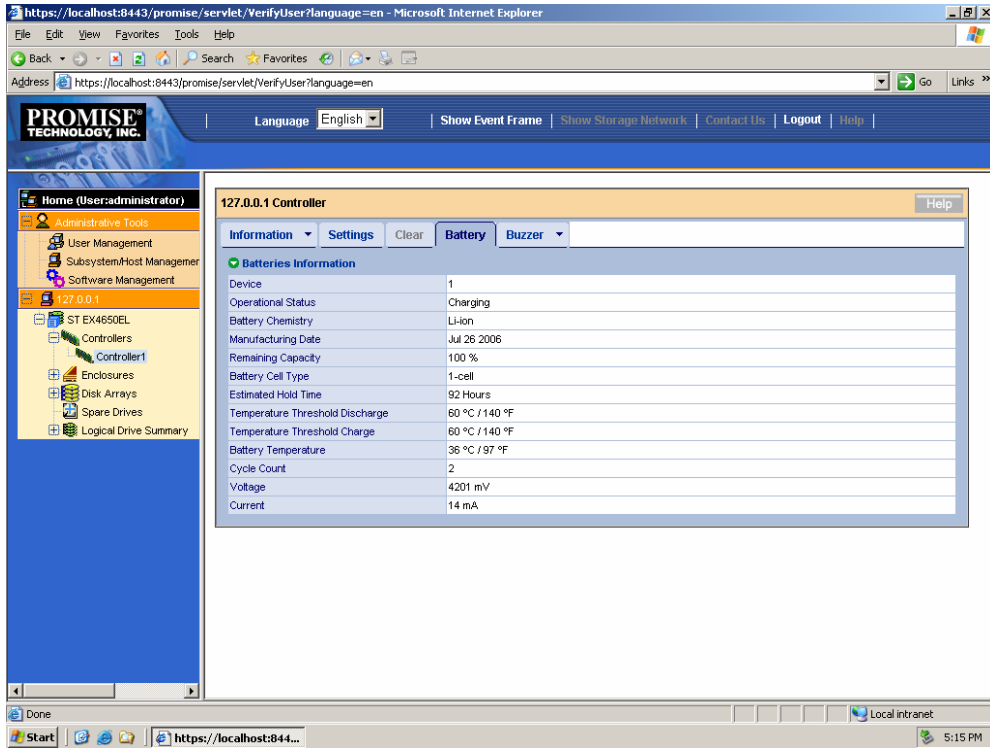 https://localhost:8443/promise/servlet/VerifyUser?language=en - Microsoft Internet Explorer
File Edit View Favorites Tools Help
Back Search Favorites
Address https://localhost:8443/promise/servlet/VerifyUser?language=en Go Links »
PROMISE®
TECHNOLOGY, INC.
Language English | Show Event Frame | Show Storage Network | Contact Us | Logout | Help |
Home (User:administrator)
Administrative Tools
User Management
Subsystem/Host Managemer
Software Management
127.0.0.1
ST EX4650EL
Controllers
Controller1
Enclosures
Disk Arrays
Spare Drives
Logical Drive Summary
127.0.0.1 Controller Help
Information Settings Clear Battery Buzzer
Batteries Information
Device 1
Operational Status Charging
Battery Chemistry Li-ion
Manufacturing Date Jul 26 2006
Remaining Capacity 100 %
Battery Cell Type 1-cell
Estimated Hold Time 92 Hours
Temperature Threshold Discharge 60 °C / 140 °F
Temperature Threshold Charge 60 °C / 140 °F
Battery Temperature 36 °C / 97 °F
Cycle Count 2
Voltage 4201 mV
Current 14 mA
Done Local intranet
Start https://localhost:844... 5:15 PM